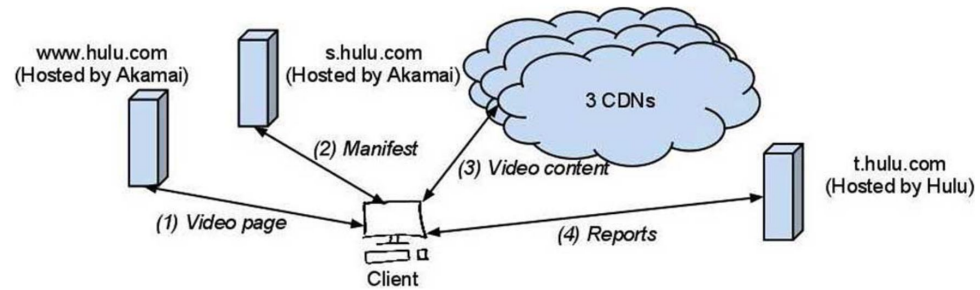 www.hulu.com
(Hosted by Akamai)
s.hulu.com
(Hosted by Akamai)
3 CDNs
(2) Manifest
(3) Video content
t.hulu.com
(Hosted by Hulu)
(1) Video page
(4) Reports
Client